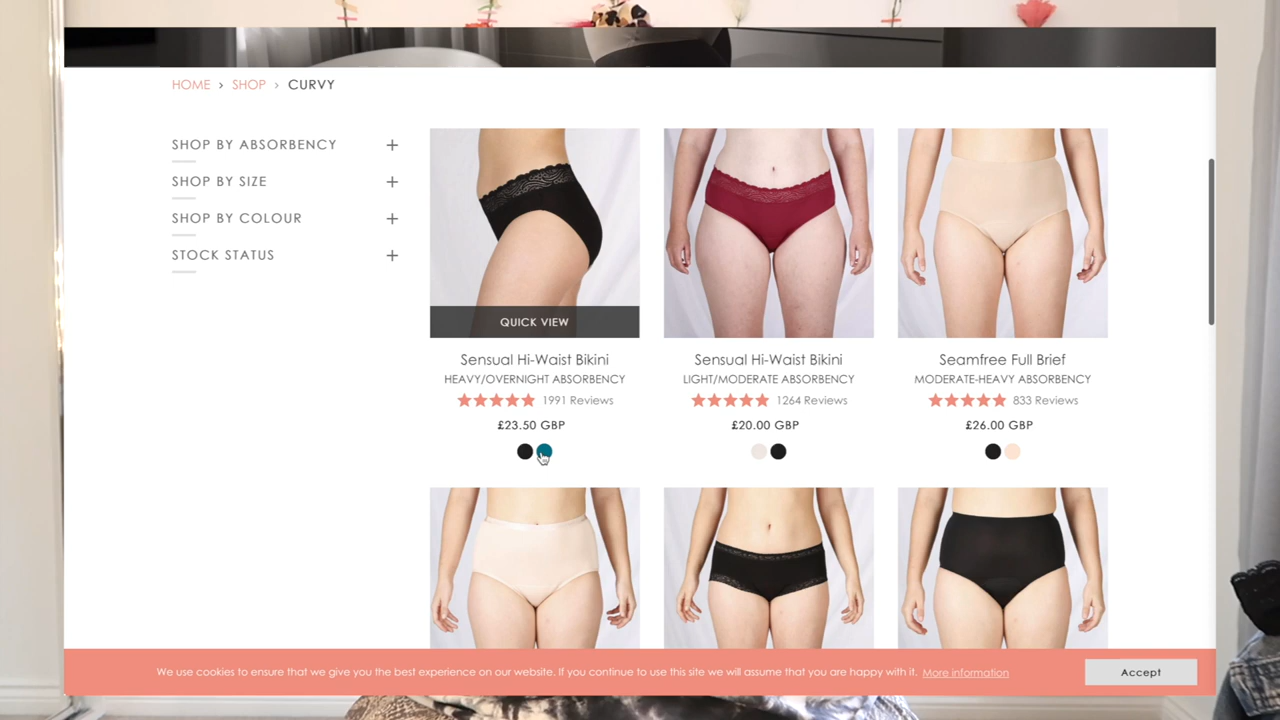 HOME › SHOP › CURVY
SHOP BY ABSORBENCY +
SHOP BY SIZE +
SHOP BY COLOUR +
STOCK STATUS +
QUICK VIEW
Sensual Hi-Waist Bikini
HEAVY/OVERNIGHT ABSORBENCY
1991 Reviews
£23.50 GBP
Sensual Hi-Waist Bikini
LIGHT/MODERATE ABSORBENCY
1264 Reviews
£20.00 GBP
Seamfree Full Brief
MODERATE-HEAVY ABSORBENCY
833 Reviews
£26.00 GBP
We use cookies to ensure that we give you the best experience on our website. If you continue to use this site we will assume that you are happy with it. More information
Accept